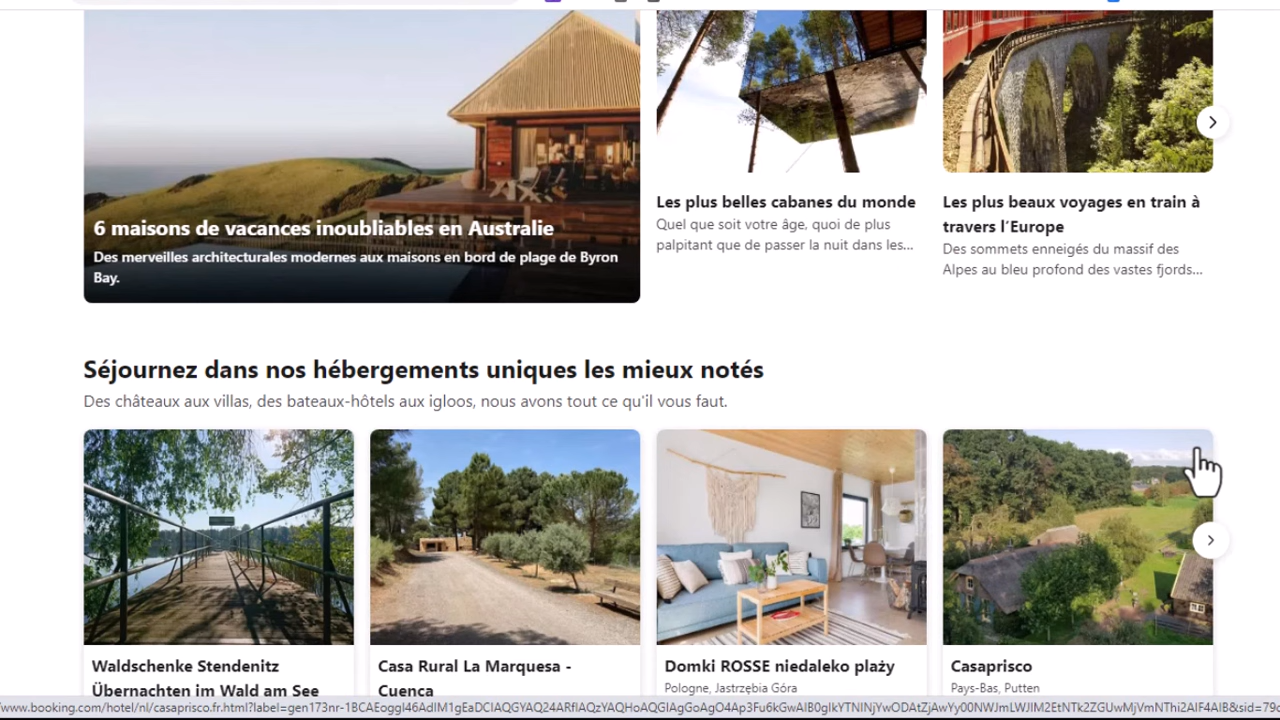 6 maisons de vacances inoubliables en Australie
Des merveilles architecturales modernes aux maisons en bord de plage de Byron
Bay.
Les plus belles cabanes du monde
Quel que soit votre âge, quoi de plus
palpitant que de passer la nuit dans les...
Les plus beaux voyages en train à
travers l’Europe
Des sommets enneigés du massif des
Alpes au bleu profond des vastes fjords...
Séjournez dans nos hébergements uniques les mieux notés
Des châteaux aux villas, des bateaux-hôtels aux igloos, nous avons tout ce qu'il vous faut.
Waldschenke Stendenitz
Übernachten im Wald am See
Casa Rural La Marquesa -
Cuenca
Domki ROSSE niedaleko plaży
Pologne, Jastrzębia Góra
Casaprisco
Pays-Bas, Putten